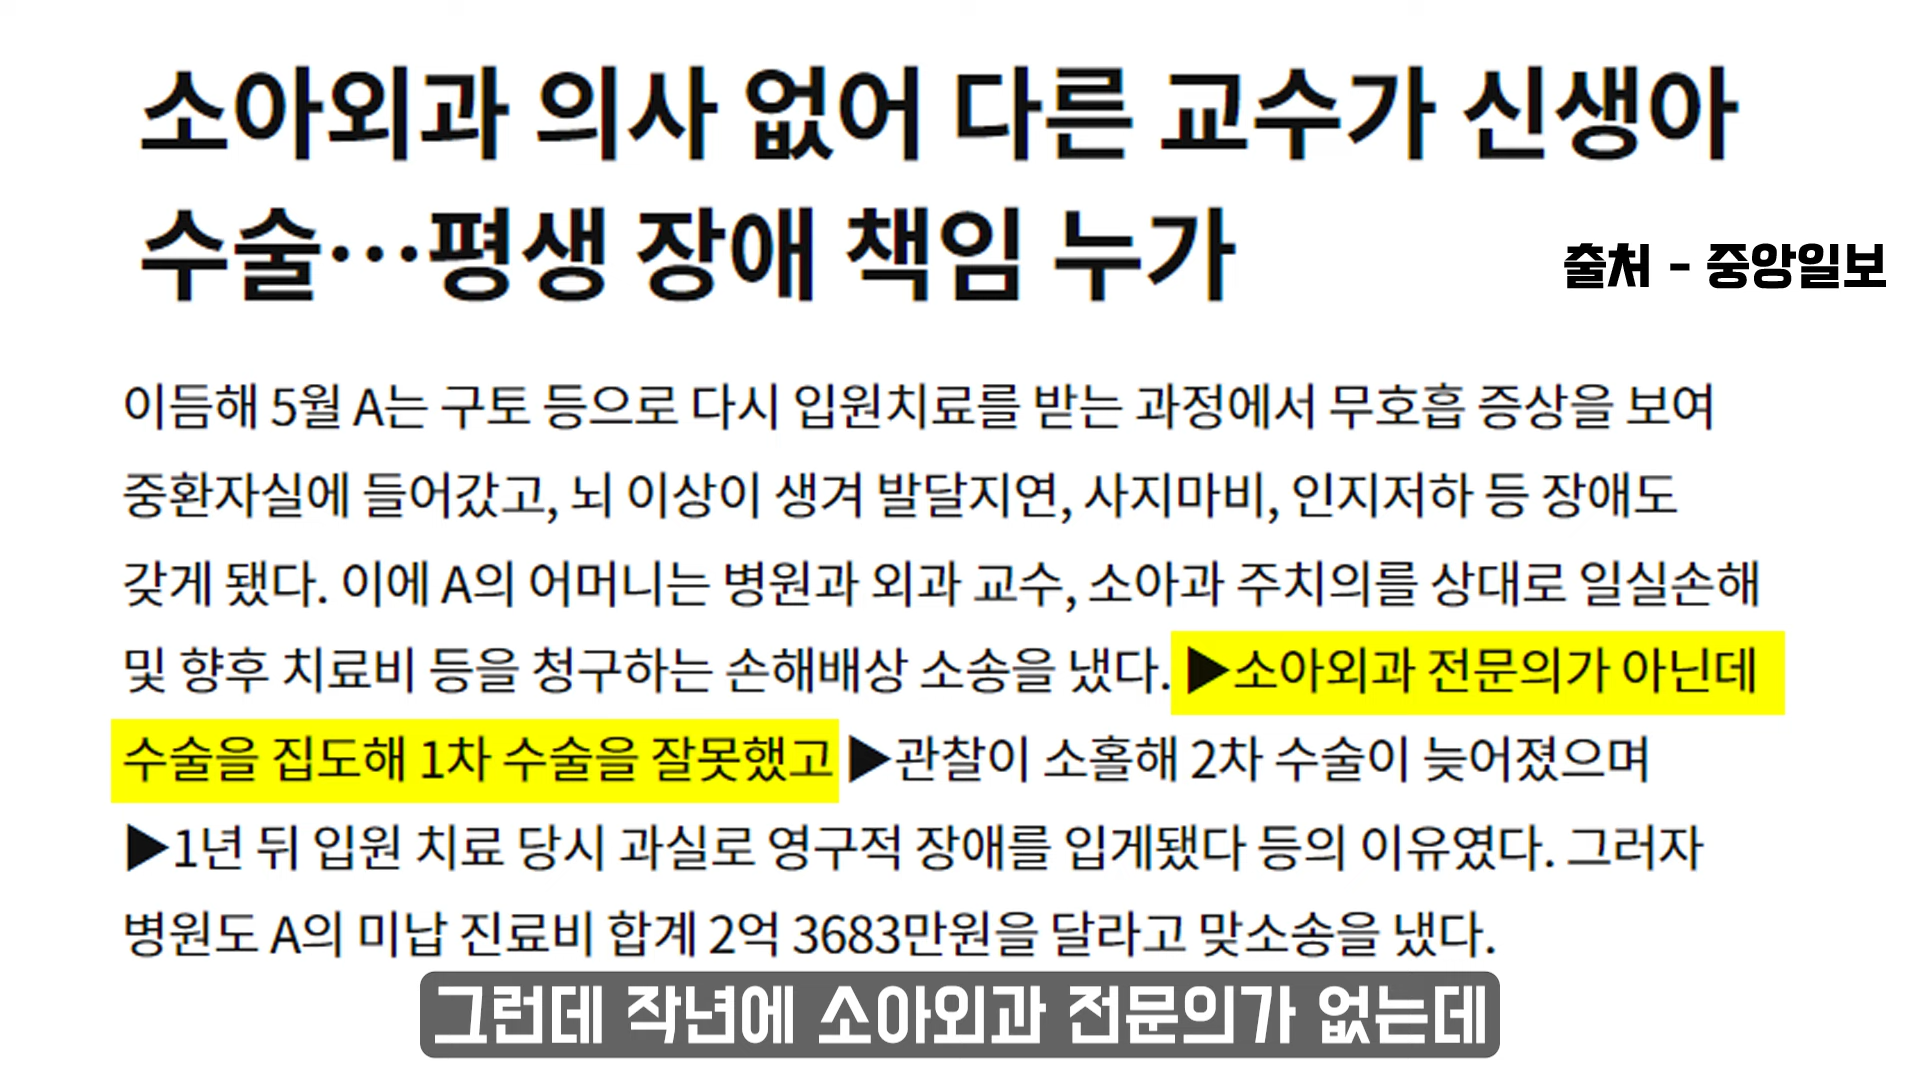 소아외과 의사 없어 다른 교수가 신생아
수술…평생 장애 책임 누가
출처 - 중앙일보
이듬해 5월 A는 구토 등으로 다시 입원치료를 받는 과정에서 무호흡 증상을 보여
중환자실에 들어갔고, 뇌 이상이 생겨 발달지연, 사지마비, 인지저하 등 장애도
갖게 됐다. 이에 A의 어머니는 병원과 외과 교수, 소아과 주치의를 상대로 일실손해
및 향후 치료비 등을 청구하는 손해배상 소송을 냈다. ▶소아외과 전문의가 아닌데
수술을 집도해 1차 수술을 잘못했고 ▶관찰이 소홀해 2차 수술이 늦어졌으며
▶1년 뒤 입원 치료 당시 과실로 영구적 장애를 입게됐다 등의 이유였다. 그러자
병원도 A의 미납 진료비 합계 2억 3683만원을 달라고 맞소송을 냈다.
그런데 작년에 소아외과 전문의가 없는데